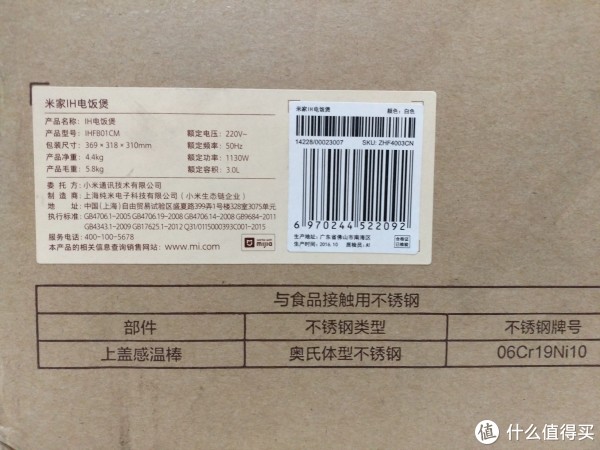 米家IH电饭煲
产品名称: IH电饭煲
产品型号: IHFB01CM
额定电压: 220V~
包装尺寸: 369×318×310mm
额定频率: 50Hz
产品净重: 4.4kg
额定功率: 1130W
产品毛重: 5.8kg
额定容积: 3.0L
委 托 方: 小米通讯技术有限公司
制 造 商: 上海纯米电子科技有限公司 (小米生态链企业)
地 址: 中国(上海)自由贸易试验区盛夏路399弄1号楼328室3075单元
执行标准: GB4706.1-2005 GB4706.19-2008 GB4706.14-2008 GB9684-2011
GB4343.1-2009 GB17625.1-2012 Q31/0115000393C001-2015
服务电话: 400-100-5678
本产品的相关信息查询销售网站: www.mi.com
mijia
米家IH电饭煲
颜色: 白色
14228/00023007
SKU: ZHF4003CN
6 970244 522092
生产地址: 广东省佛山市南海区
生产时间: 2016.10
质检员: AI
合格证
已检验
与食品接触用不锈钢
部件 不锈钢类型 不锈钢牌号
上盖感温棒 奥氏体型不锈钢 06Cr19Ni10
值 什么值得买